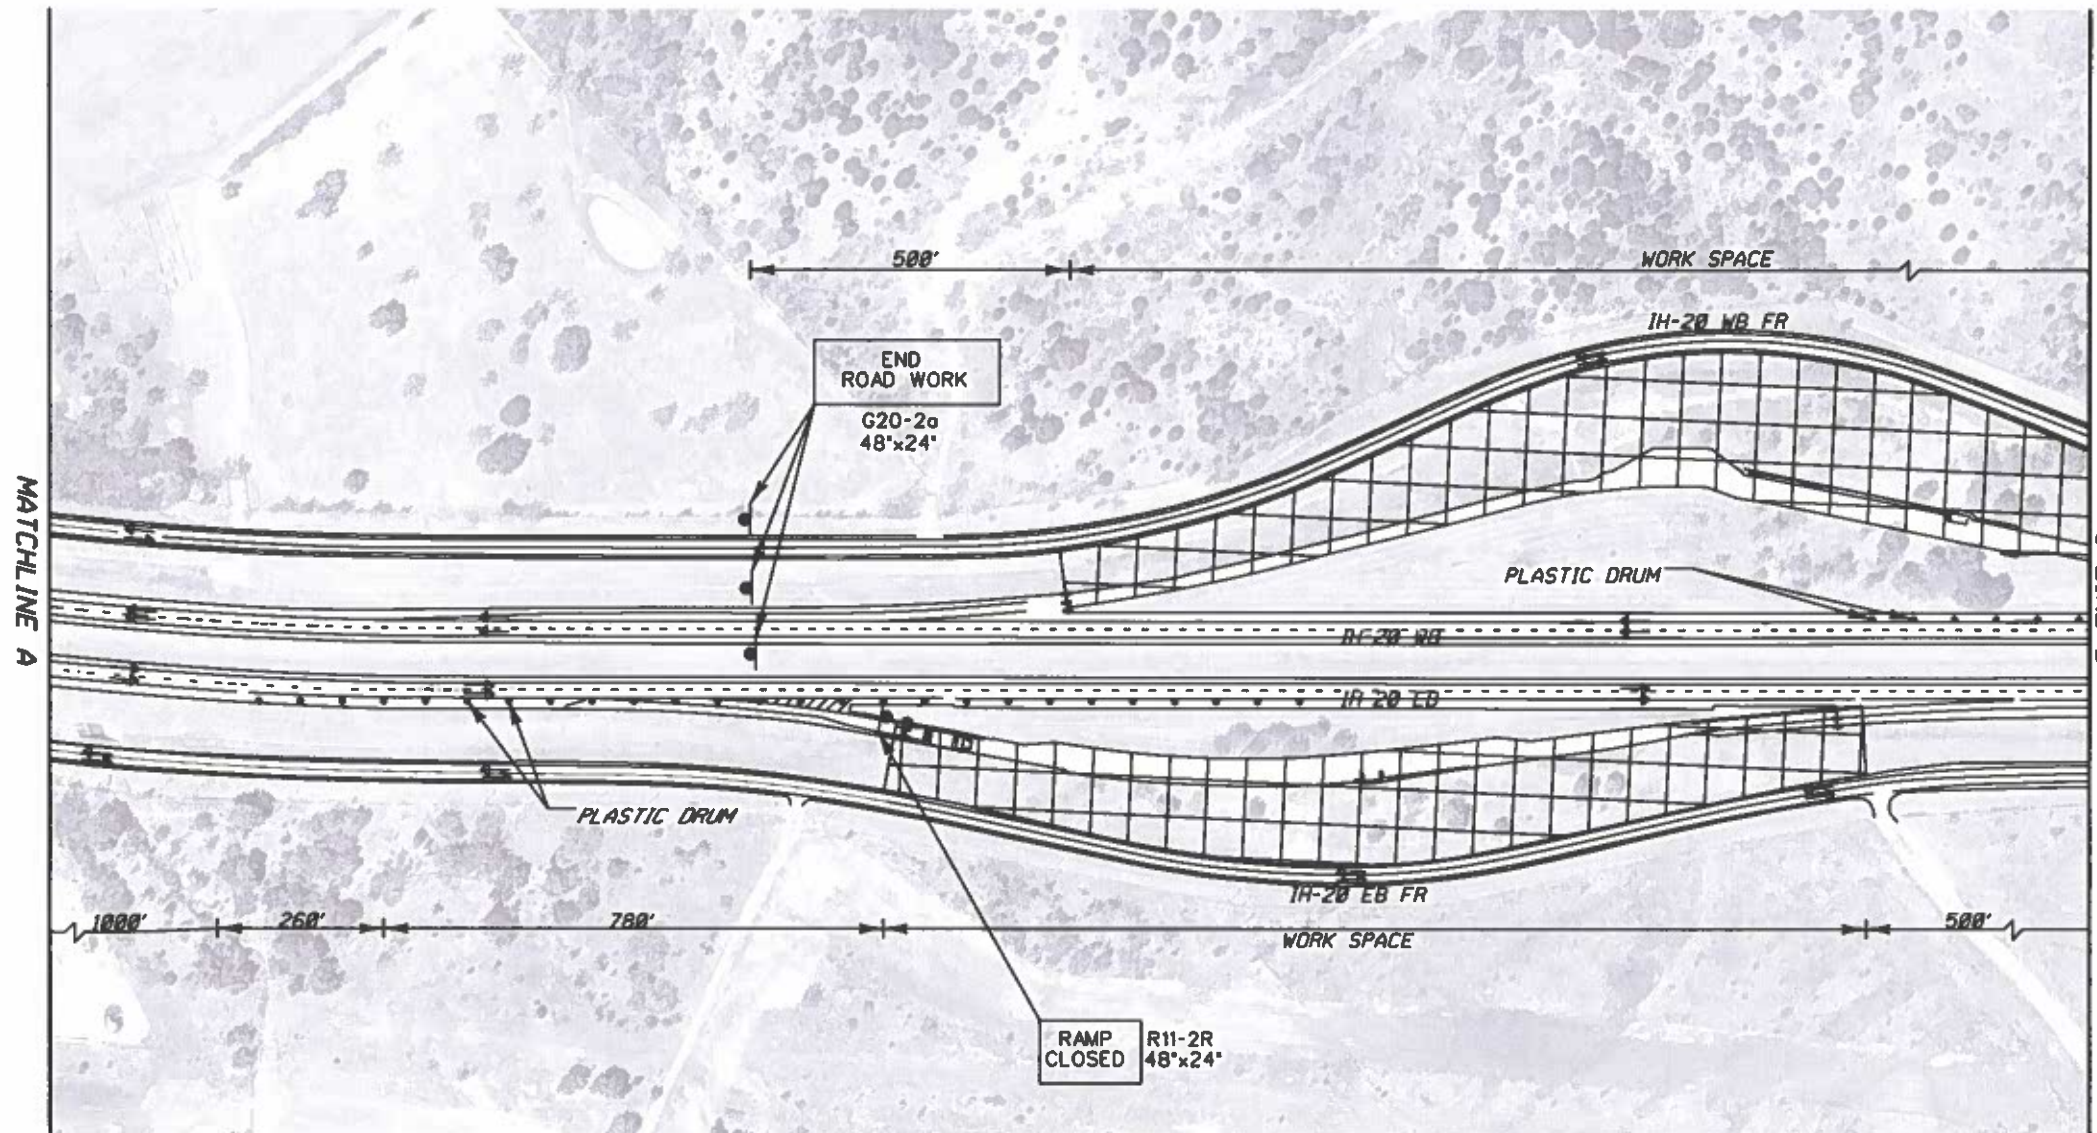 500'
WORK SPACE
IH-20 WB FR
END
ROAD WORK
G20-2a
48"x24"
MATCHLINE A
PLASTIC DRUM
IH-20 WB
IH-20 EB
PLASTIC DRUM
IH-20 EB FR
1000'
260'
780'
WORK SPACE
500'
RAMP
CLOSED
R11-2R
48"x24"